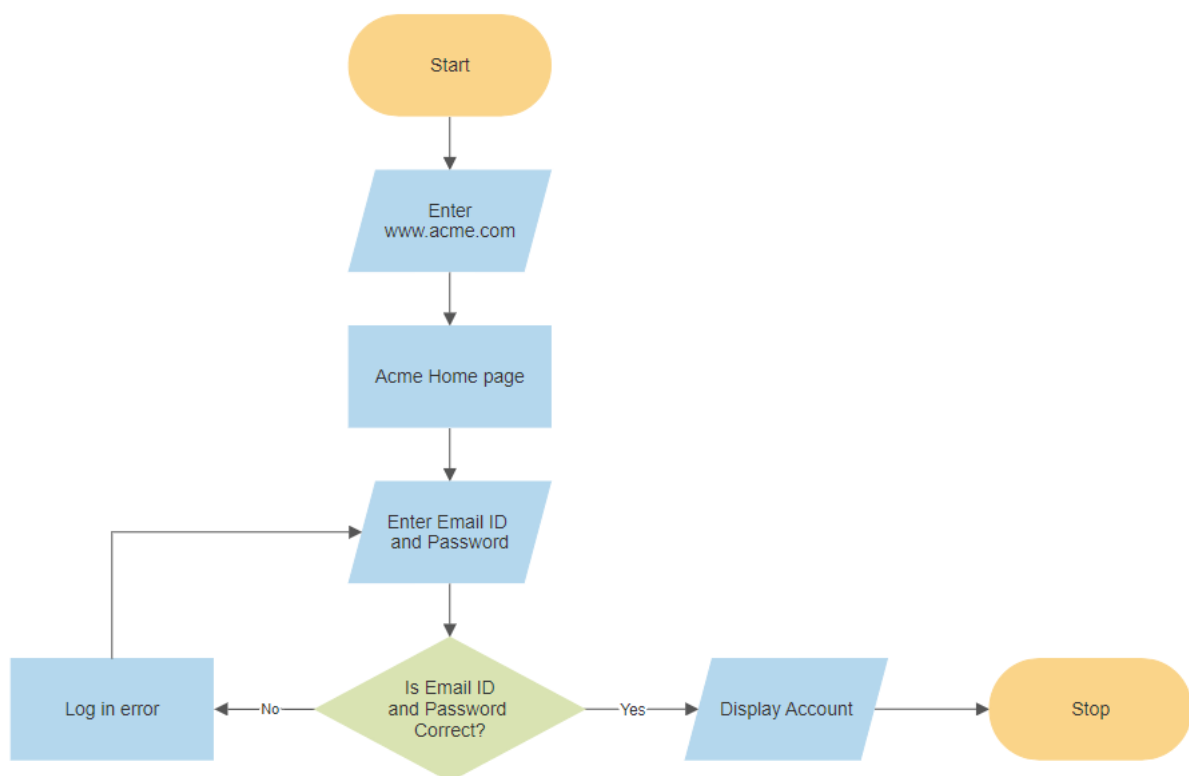 Start
Enter
www.acme.com
Acme Home page
Enter Email ID
and Password
Is Email ID
and Password
Correct?
No
Log in error
Yes
Display Account
Stop